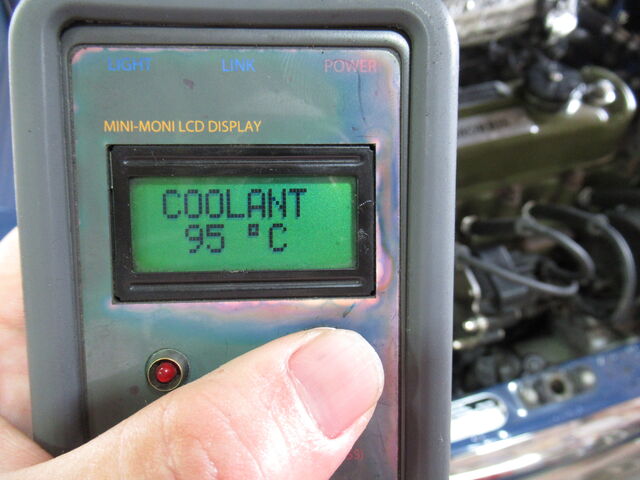 LIGHT LINK POWER
MINI-MONI LCD DISPLAY
COOLANT
95 °C